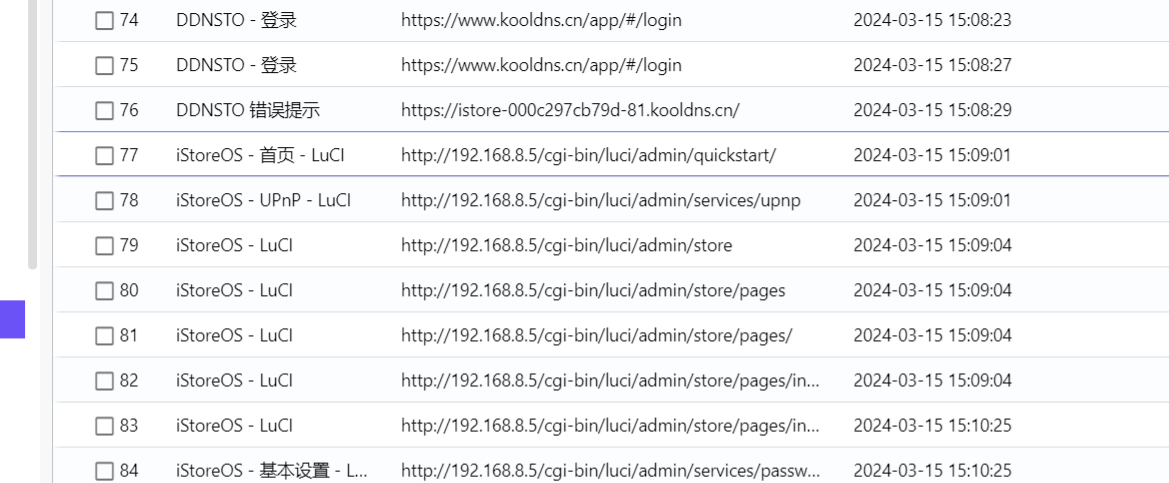 74 DDNSTO - 登录 https://www.kooldns.cn/app/#/login 2024-03-15 15:08:23
75 DDNSTO - 登录 https://www.kooldns.cn/app/#/login 2024-03-15 15:08:27
76 DDNSTO 错误提示 https://istore-000c297cb79d-81.kooldns.cn/ 2024-03-15 15:08:29
77 iStoreOS - 首页 - LuCI http://192.168.8.5/cgi-bin/luci/admin/quickstart/ 2024-03-15 15:09:01
78 iStoreOS - UPnP - LuCI http://192.168.8.5/cgi-bin/luci/admin/services/upnp 2024-03-15 15:09:01
79 iStoreOS - LuCI http://192.168.8.5/cgi-bin/luci/admin/store 2024-03-15 15:09:04
80 iStoreOS - LuCI http://192.168.8.5/cgi-bin/luci/admin/store/pages 2024-03-15 15:09:04
81 iStoreOS - LuCI http://192.168.8.5/cgi-bin/luci/admin/store/pages/ 2024-03-15 15:09:04
82 iStoreOS - LuCI http://192.168.8.5/cgi-bin/luci/admin/store/pages/in... 2024-03-15 15:09:04
83 iStoreOS - LuCI http://192.168.8.5/cgi-bin/luci/admin/store/pages/in... 2024-03-15 15:10:25
84 iStoreOS - 基本设置 - L... http://192.168.8.5/cgi-bin/luci/admin/services/passw... 2024-03-15 15:10:25